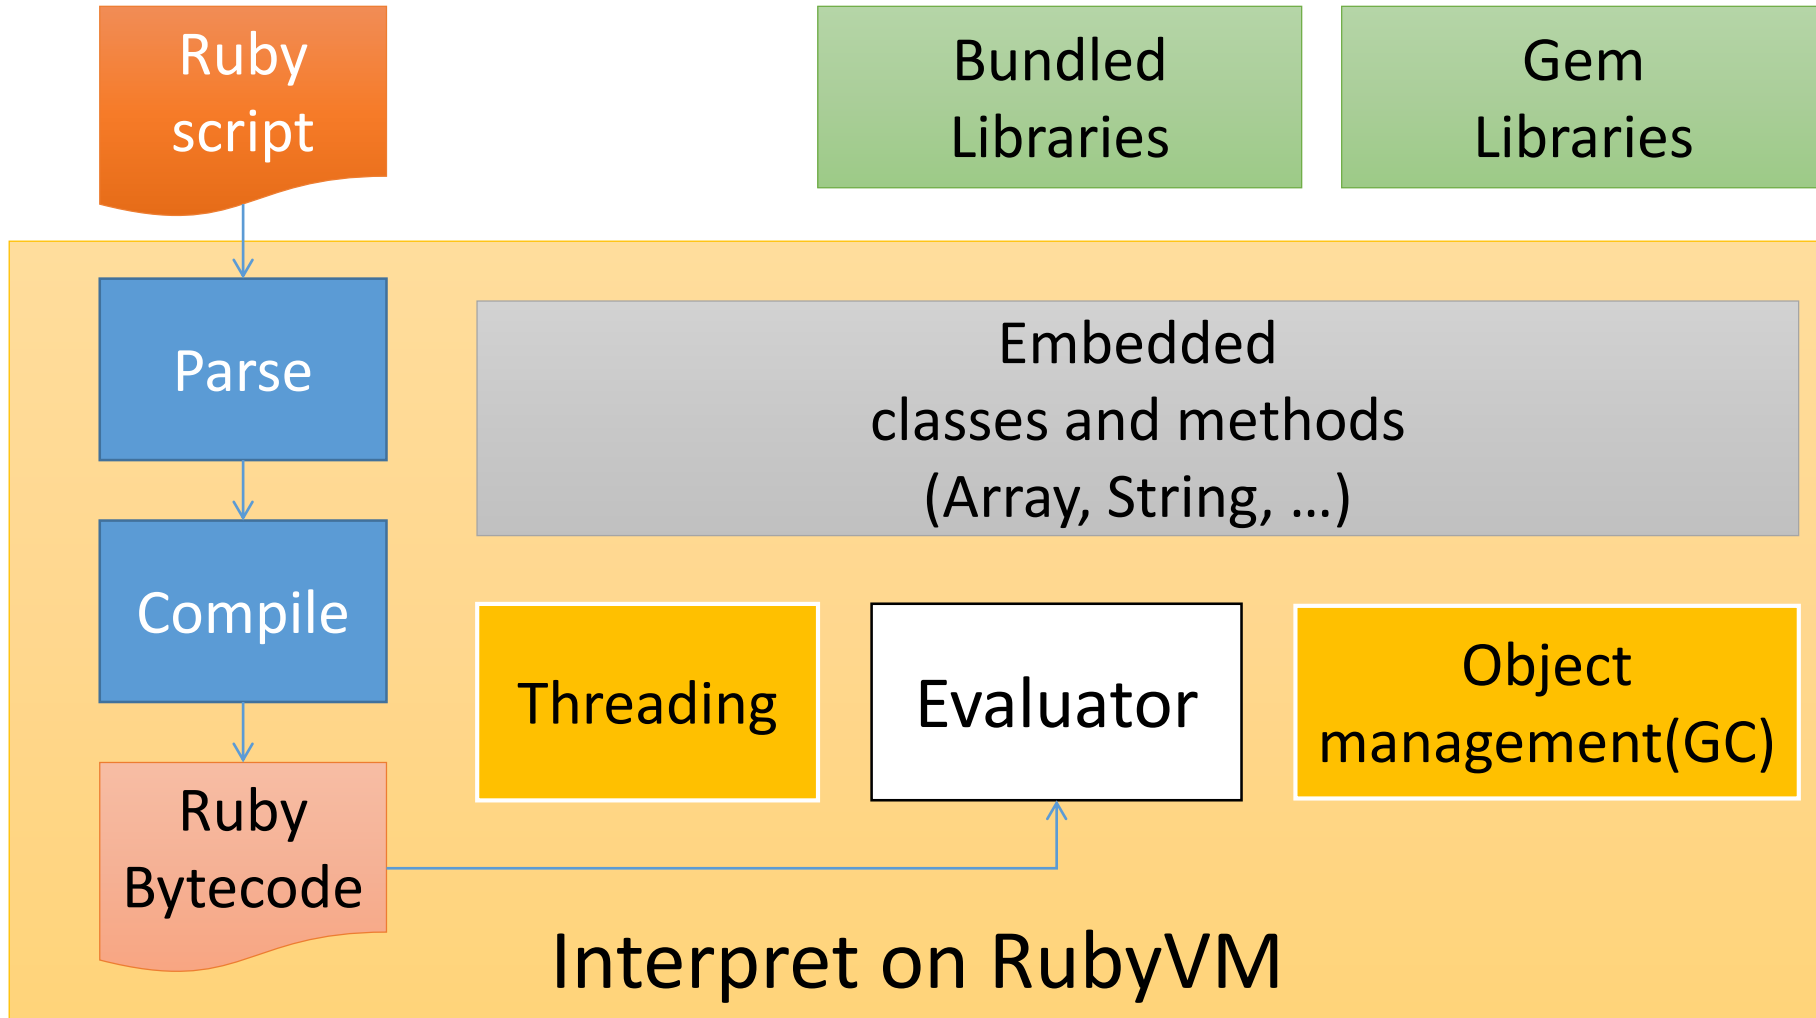 Ruby
script
Bundled
Libraries
Gem
Libraries
Parse
Embedded
classes and methods
(Array, String, …)
Compile
Threading
Evaluator
Object
management(GC)
Ruby
Bytecode
Interpret on RubyVM